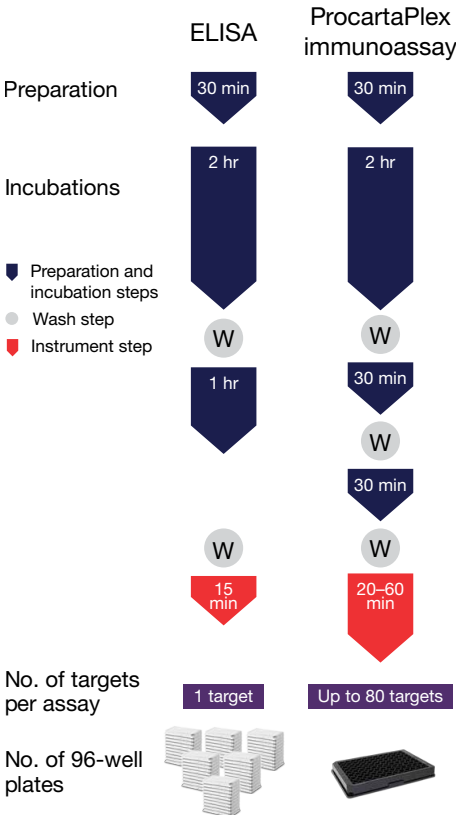 ELISA
ProcartaPlex
immunoassay
Preparation
30 min
30 min
Incubations
2 hr
2 hr
Preparation and
incubation steps
Wash step
Instrument step
W
W
1 hr
30 min
W
30 min
W
W
15
min
20–60
min
No. of targets
per assay
1 target
Up to 80 targets
No. of 96-well
plates